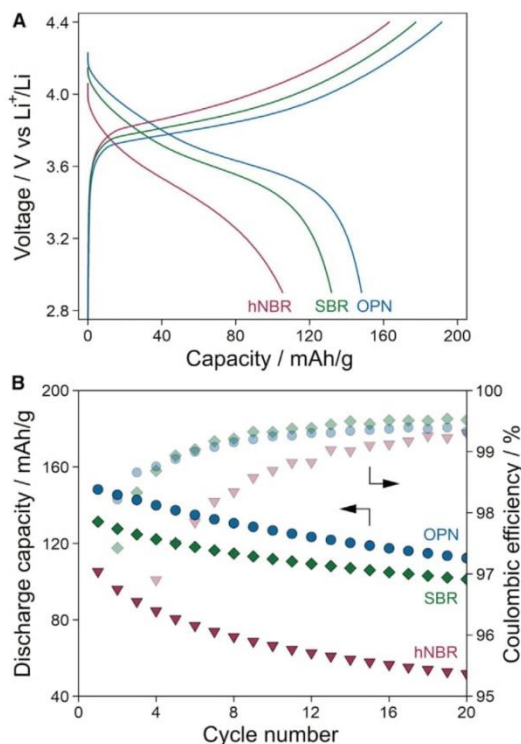 A
Voltage / V vs Li⁺/Li
4.4
4.0
3.6
3.2
2.8
hNBR SBR OPN
0 40 80 120 160 200
Capacity / mAh/g
B
Discharge capacity / mAh/g
200
160
120
80
40
100
99
98
97
96
95
Coulombic efficiency / %
OPN
SBR
hNBR
0 4 8 12 16 20
Cycle number